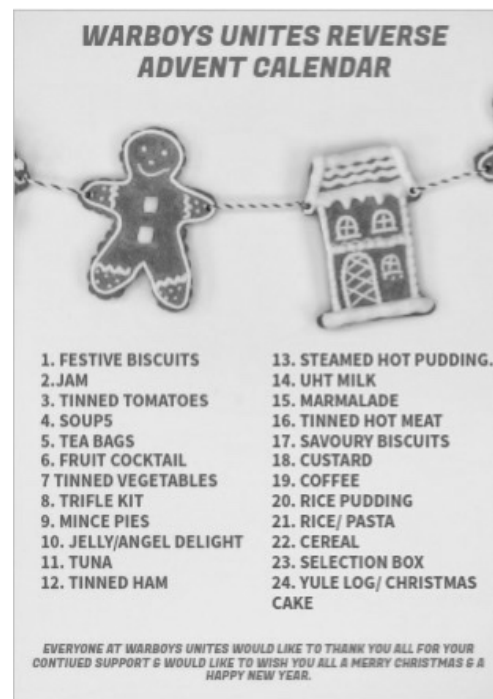 WARBOYS UNITES REVERSE
ADVENT CALENDAR
1. FESTIVE BISCUITS
2.JAM
3. TINNED TOMATOES
4. SOUP5
5. TEA BAGS
6. FRUIT COCKTAIL
7 TINNED VEGETABLES
8. TRIFLE KIT
9. MINCE PIES
10. JELLY/ANGEL DELIGHT
11. TUNA
12. TINNED HAM
13. STEAMED HOT PUDDING.
14. UHT MILK
15. MARMALADE
16. TINNED HOT MEAT
17. SAVOURY BISCUITS
18. CUSTARD
19. COFFEE
20. RICE PUDDING
21. RICE/ PASTA
22. CEREAL
23. SELECTION BOX
24. YULE LOG/ CHRISTMAS
CAKE
EVERYONE AT WARBOYS UNITES WOULD LIKE TO THANK YOU ALL FOR YOUR
CONTIUED SUPPORT & WOULD LIKE TO WISH YOU ALL A MERRY CHRISTMAS & A
HAPPY NEW YEAR.